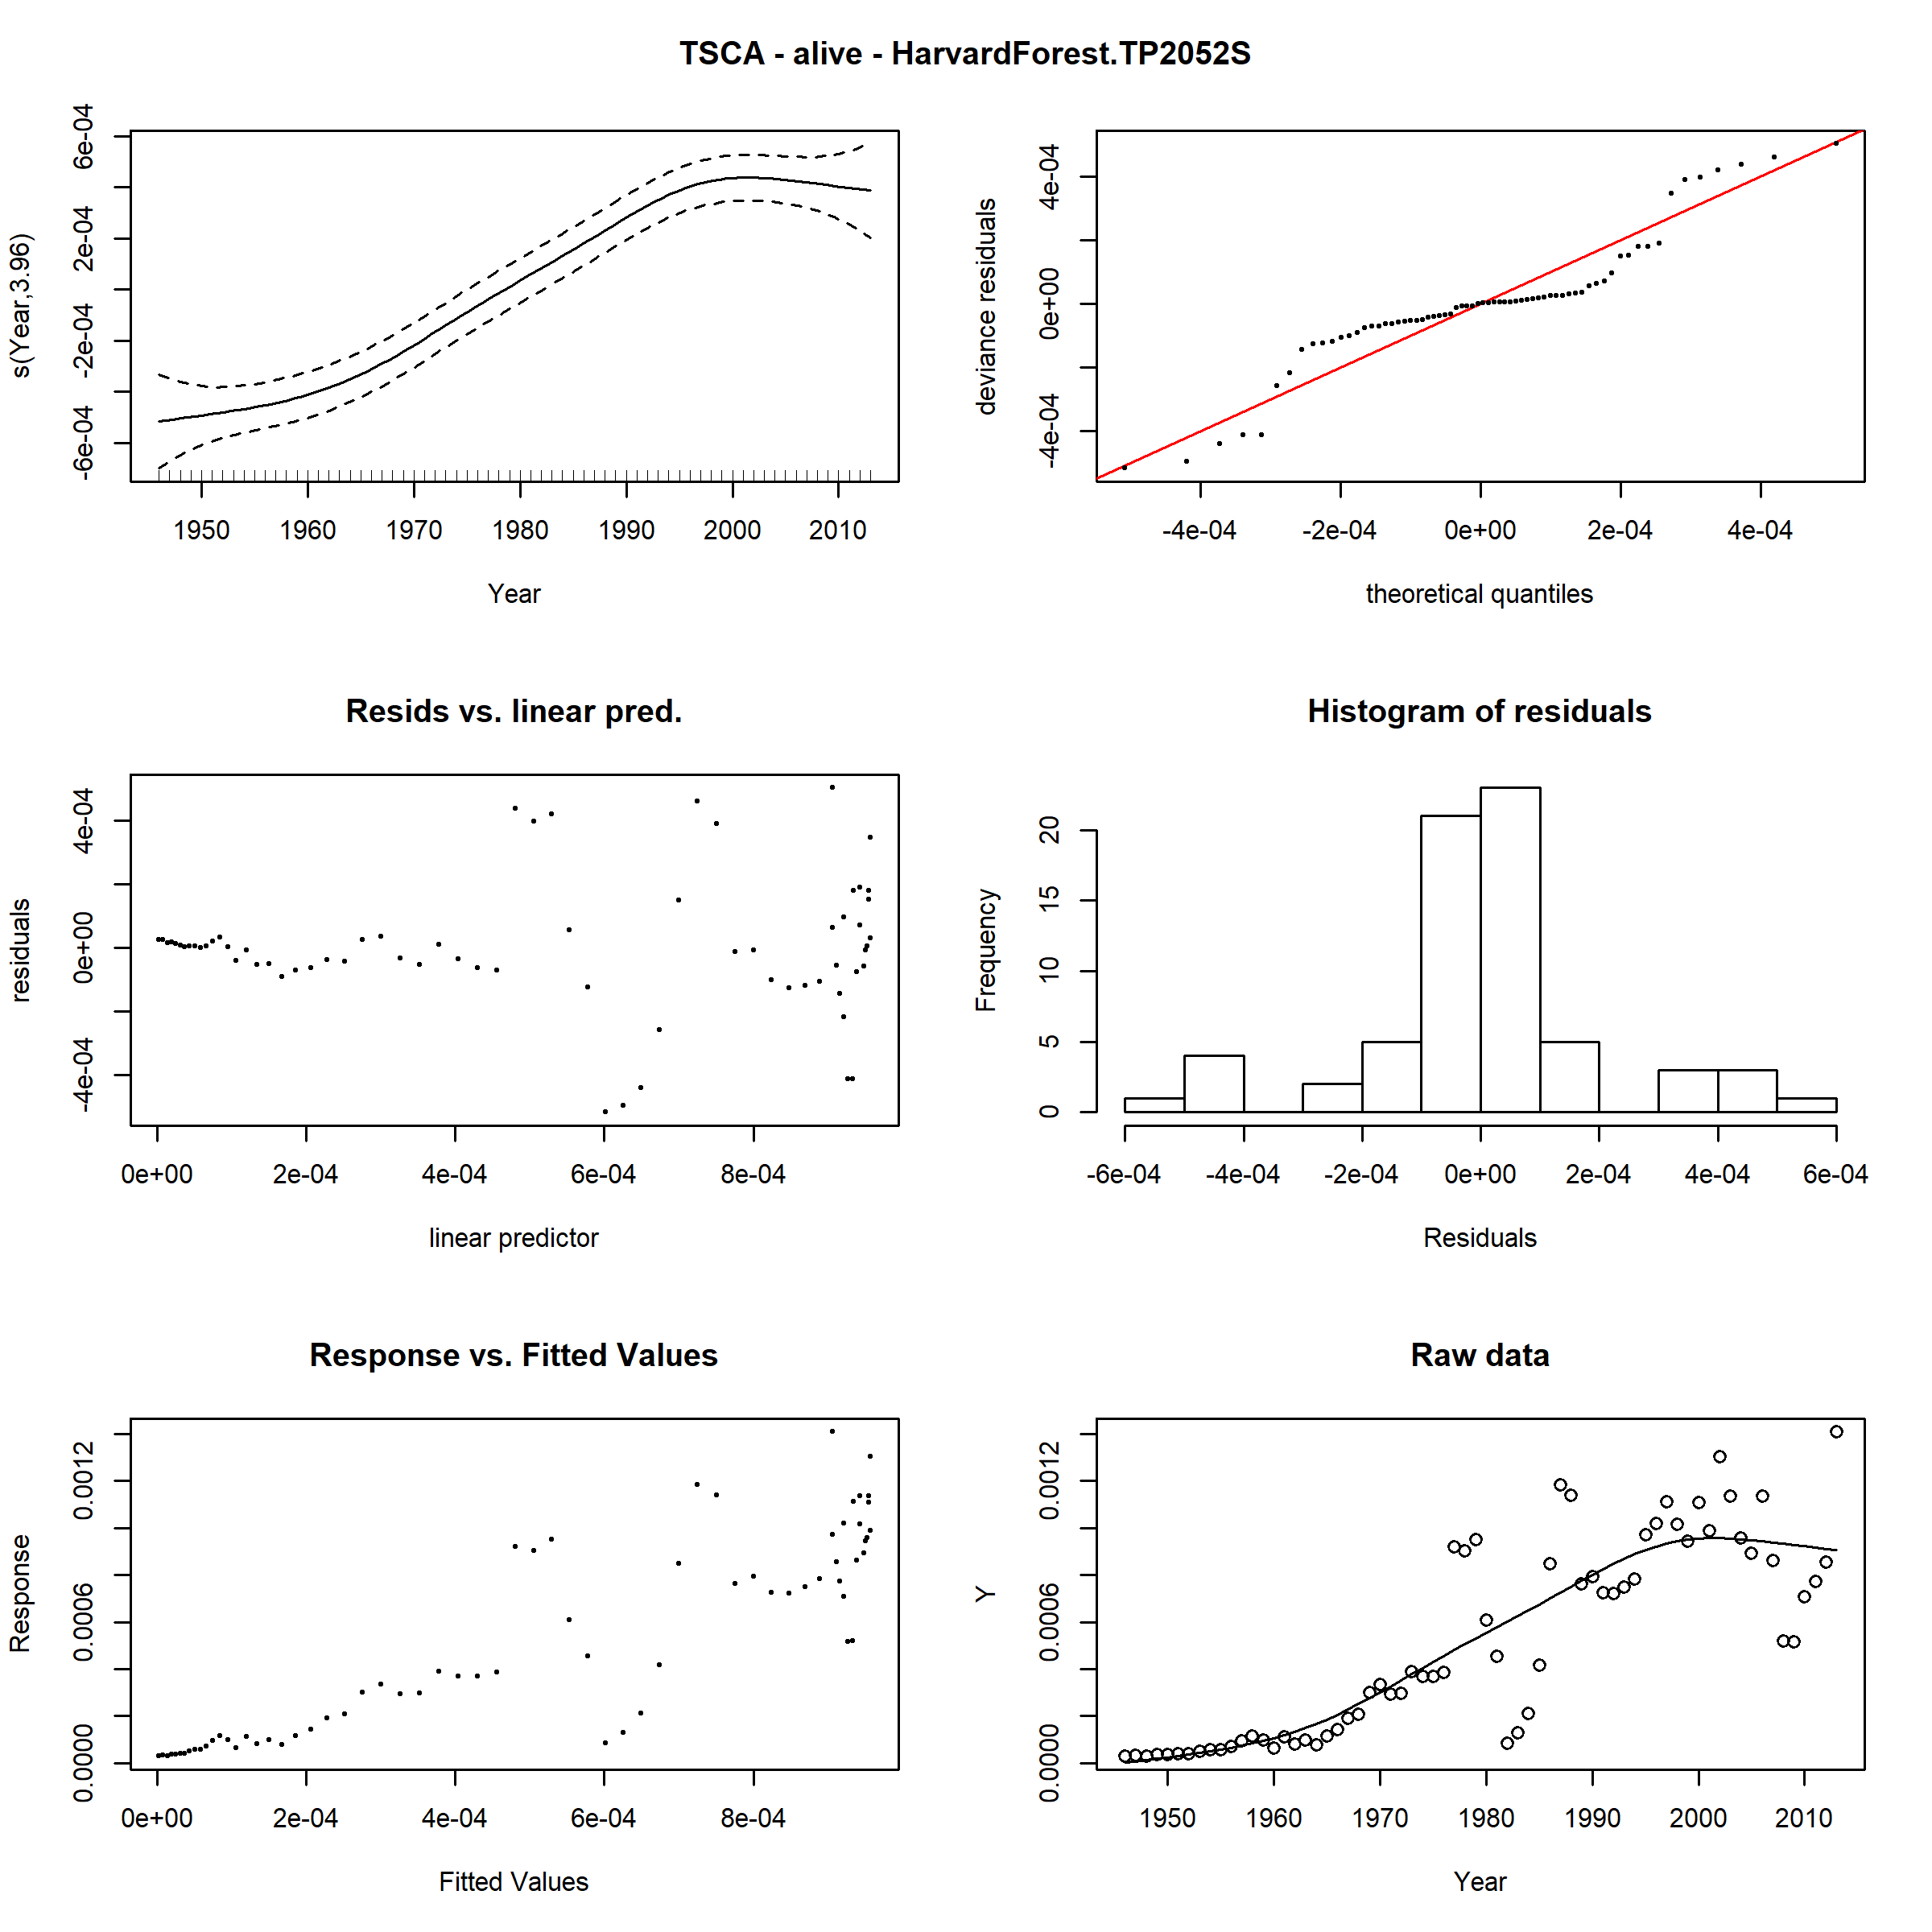 TSCA - alive - HarvardForest.TP2052S
s(Year,3.96)
-6e-04 -2e-04 2e-04 6e-04
1950 1960 1970 1980 1990 2000 2010
Year
deviance residuals
-4e-04 0e+00 4e-04
-4e-04 -2e-04 0e+00 2e-04 4e-04
theoretical quantiles
Resids vs. linear pred.
residuals
-4e-04 0e+00 4e-04
0e+00 2e-04 4e-04 6e-04 8e-04
linear predictor
Histogram of residuals
Frequency
0 5 10 15 20
-6e-04 -4e-04 -2e-04 0e+00 2e-04 4e-04 6e-04
Residuals
Response vs. Fitted Values
Response
0.0000 0.0006 0.0012
0e+00 2e-04 4e-04 6e-04 8e-04
Fitted Values
Raw data
Y
0.0000 0.0006 0.0012
1950 1960 1970 1980 1990 2000 2010
Year